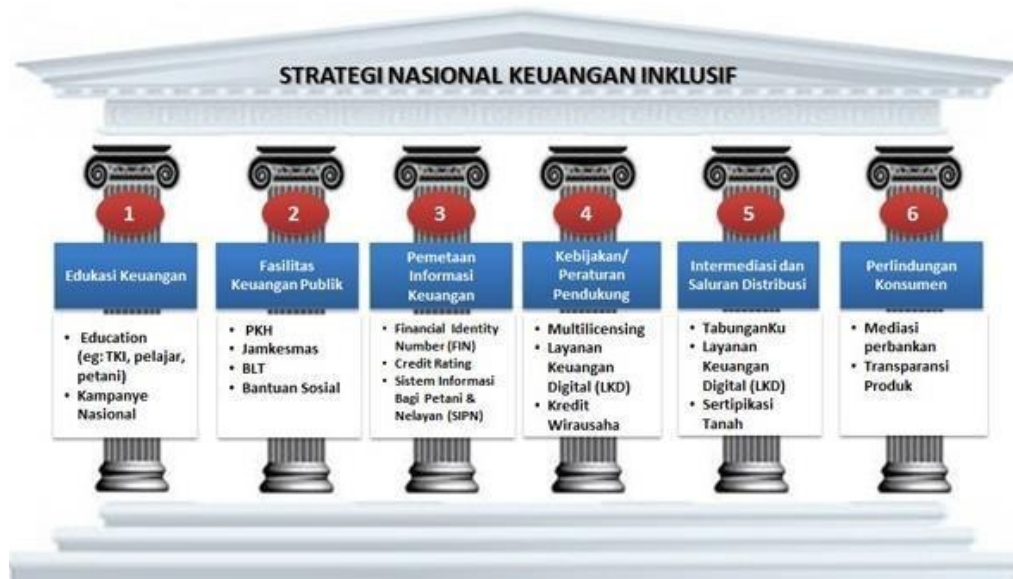 STRATEGI NASIONAL KEUANGAN INKLUSIF
1
Edukasi Keuangan
• Education
(eg: TKI, pelajar,
petani)
• Kampanye
Nasional
2
Fasilitas
Keuangan Publik
• PKH
• Jamkesmas
• BLT
• Bantuan Sosial
3
Pemetaan
Informasi
Keuangan
• Financial Identity
Number (FIN)
• Credit Rating
• Sistem Informasi
Bagi Petani &
Nelayan (SIPN)
4
Kebijakan/
Peraturan
Pendukung
• Multilicensing
• Layanan
Keuangan
Digital (LKD)
• Kredit
Wirausaha
5
Intermediasi dan
Saluran Distribusi
• TabunganKu
• Layanan
Keuangan
Digital (LKD)
• Sertipikasi
Tanah
6
Perlindungan
Konsumen
• Mediasi
perbankan
• Transparansi
Produk